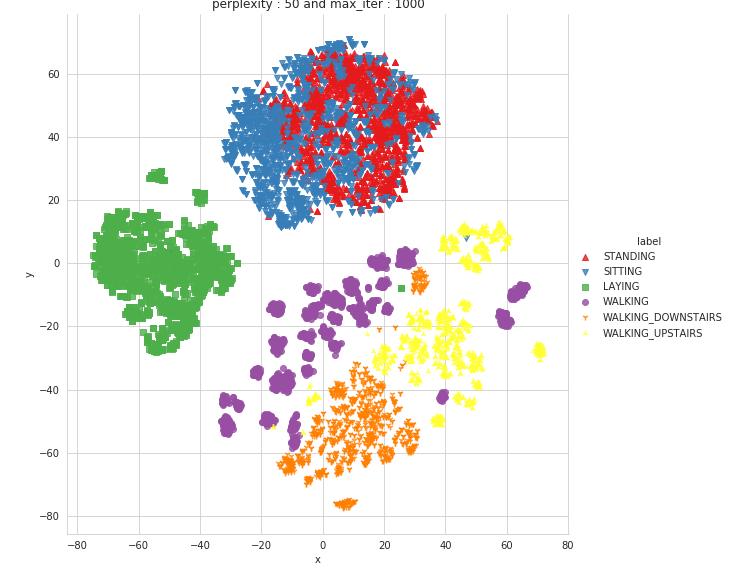 perplexity : 50 and max_iter : 1000
60
40
20
0
−20
−40
−60
−80
y
−80 −60 −40 −20 0 20 40 60 80
x
label
STANDING
SITTING
LAYING
WALKING
WALKING_DOWNSTAIRS
WALKING_UPSTAIRS